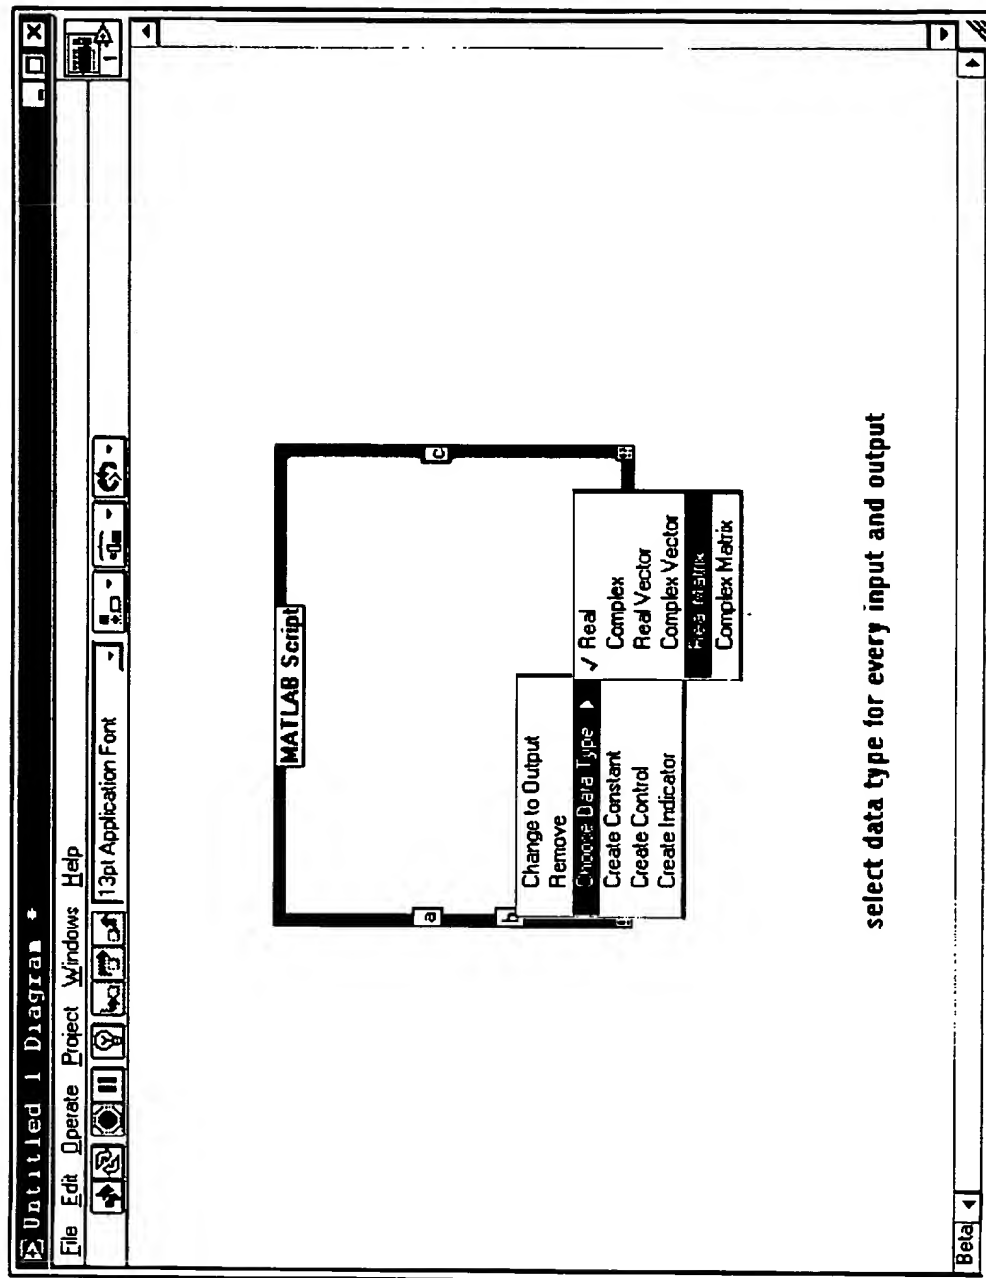 Untitled 1 Diagram *
File Edit Operate Project Windows Help
13pt Application Font
1
MATLAB Script
a
b
c
Change to Output
Remove
Choose Data Type
Create Constant
Create Control
Create Indicator
√ Real
Complex
Real Vector
Complex Vector
Real Matrix
Complex Matrix
select data type for every input and output
Beta